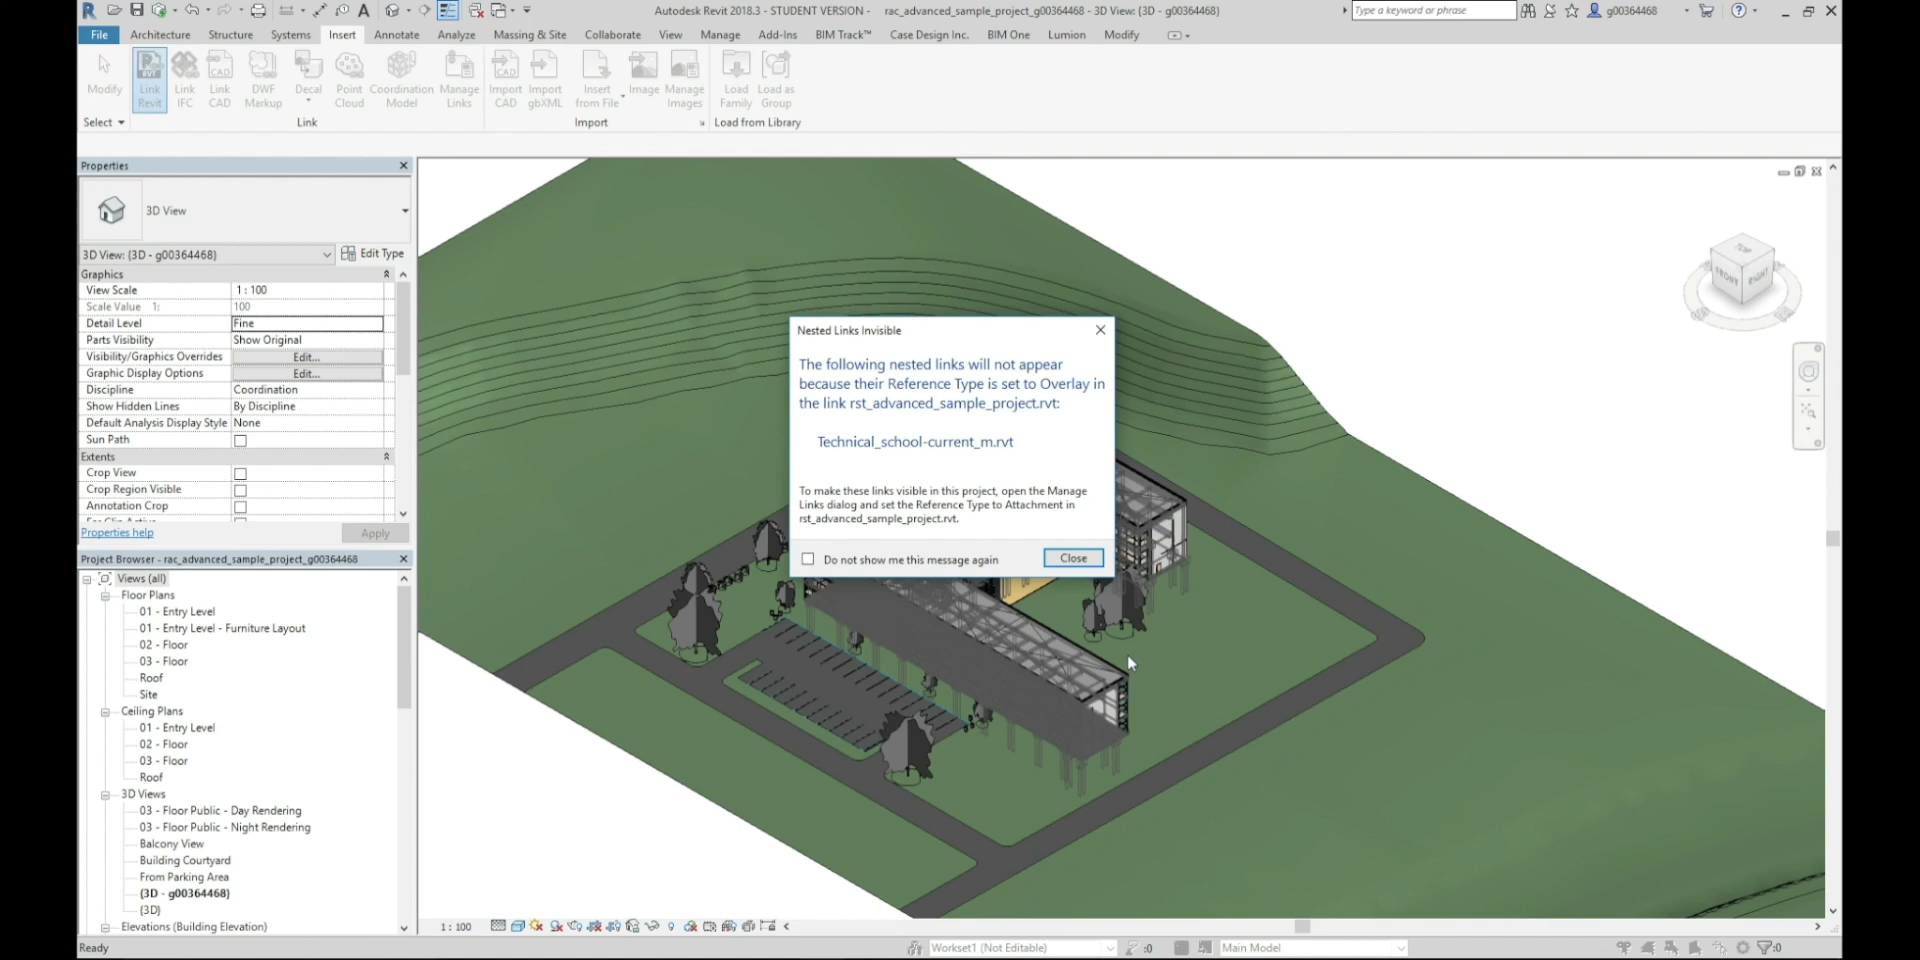 Autodesk Revit 2018.3 - STUDENT VERSION - rac_advanced_sample_project_g00364468 - 3D View: {3D - g00364468}
Type a keyword or phrase
g00364468
File Architecture Structure Systems Insert Annotate Analyze Massing & Site Collaborate View Manage Add-Ins BIM Track™ Case Design Inc. BIM One Lumion Modify
Modify
Link Revit
Link IFC
Link CAD
DWF Markup
Decal
Point Cloud
Coordination Model
Manage Links
Import CAD
Import gbXML
Insert from File
Image
Manage Images
Load Family
Load as Group
Select
Link
Import
Load from Library
Properties
3D View
3D View: {3D - g00364468}
Edit Type
Graphics
View Scale 1 : 100
Scale Value 1: 100
Detail Level Fine
Parts Visibility Show Original
Visibility/Graphics Overrides Edit...
Graphic Display Options Edit...
Discipline Coordination
Show Hidden Lines By Discipline
Default Analysis Display Style None
Sun Path
Extents
Crop View
Crop Region Visible
Annotation Crop
Properties help
Apply
Project Browser - rac_advanced_sample_project_g00364468
Views (all)
Floor Plans
01 - Entry Level
01 - Entry Level - Furniture Layout
02 - Floor
03 - Floor
Roof
Site
Ceiling Plans
01 - Entry Level
02 - Floor
03 - Floor
Roof
3D Views
03 - Floor Public - Day Rendering
03 - Floor Public - Night Rendering
Balcony View
Building Courtyard
From Parking Area
{3D - g00364468}
{3D}
Elevations (Building Elevation)
TOP
FRONT
RIGHT
Nested Links Invisible
The following nested links will not appear
because their Reference Type is set to Overlay in
the link rst_advanced_sample_project.rvt:
Technical_school-current_m.rvt
To make these links visible in this project, open the Manage
Links dialog and set the Reference Type to Attachment in
rst_advanced_sample_project.rvt.
Do not show me this message again
Close
1 : 100
Ready
Workset1 (Not Editable)
:0
Main Model
:0